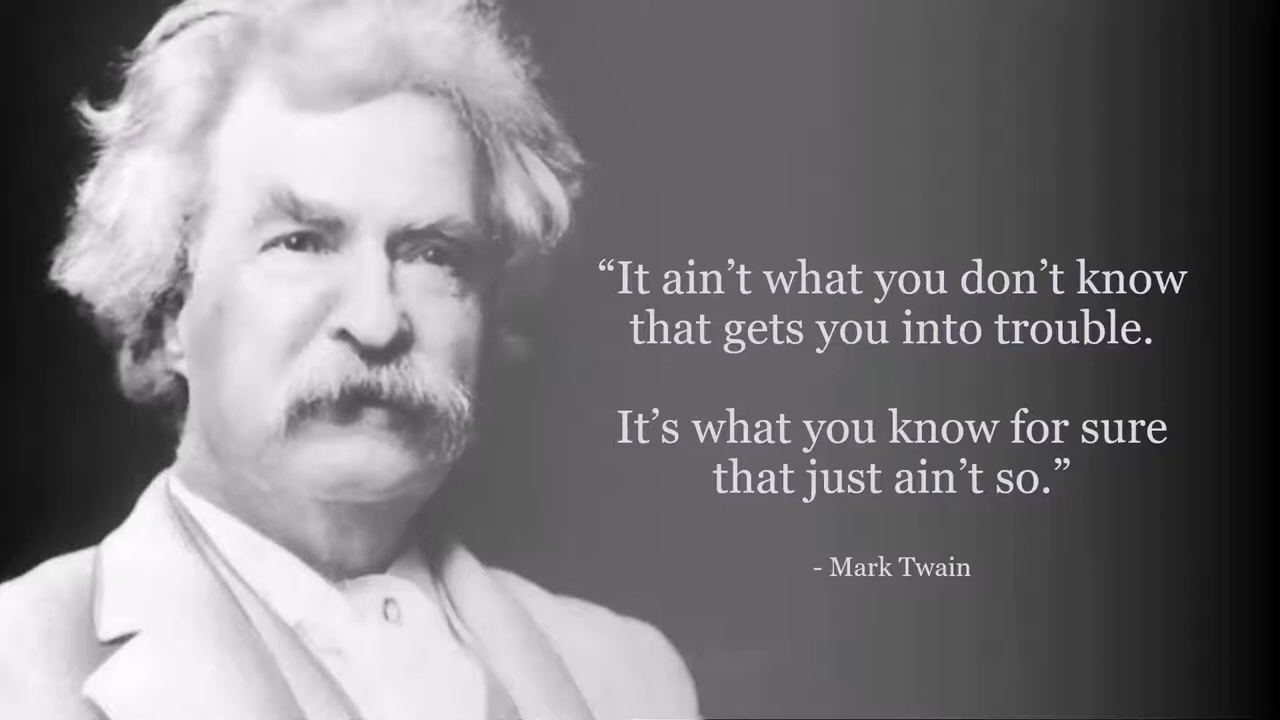 “It ain’t what you don’t know
that gets you into trouble.
It’s what you know for sure
that just ain’t so.”
- Mark Twain